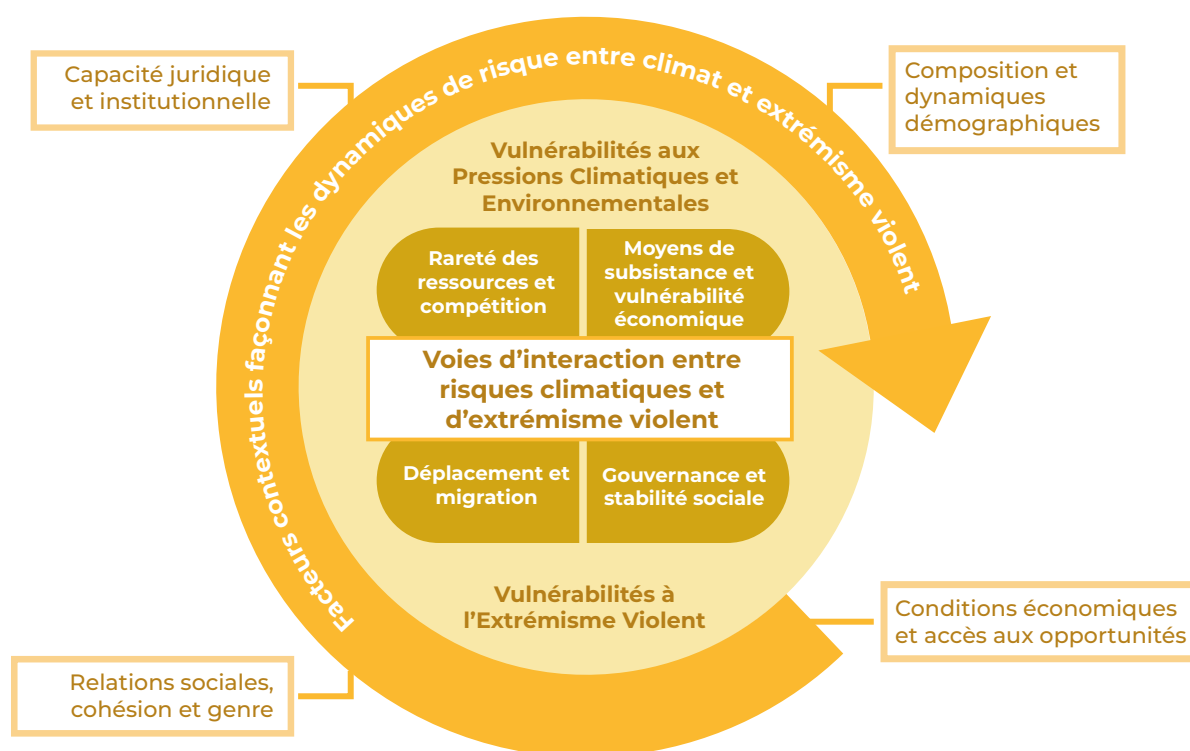 Capacité juridique
et institutionnelle
Facteurs contextuels façonnant les dynamiques de risque entre climat et extrémisme violent
Composition et
dynamiques
démographiques
Vulnérabilités aux
Pressions Climatiques et
Environnementales
Rareté des
ressources et
compétition
Moyens de
subsistance et
vulnérabilité
économique
Voies d’interaction entre
risques climatiques et
d’extrémisme violent
Déplacement et
migration
Gouvernance et
stabilité sociale
Vulnérabilités à
l’Extrémisme Violent
Conditions économiques
et accès aux opportunités
Relations sociales,
cohésion et genre